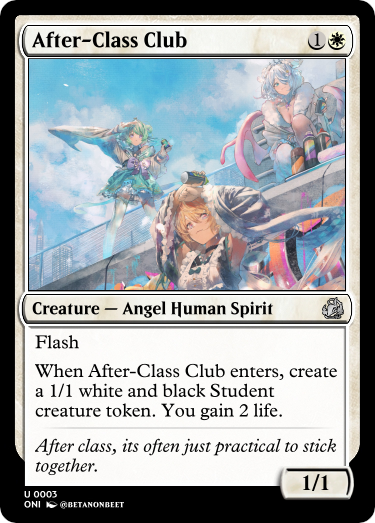 After-Class Club 1
Creature — Angel Human Spirit
Flash
When After-Class Club enters, create
a 1/1 white and black Student
creature token. You gain 2 life.
After class, its often just practical to stick
together.
1/1
U 0003
ONI @BETANONBEET